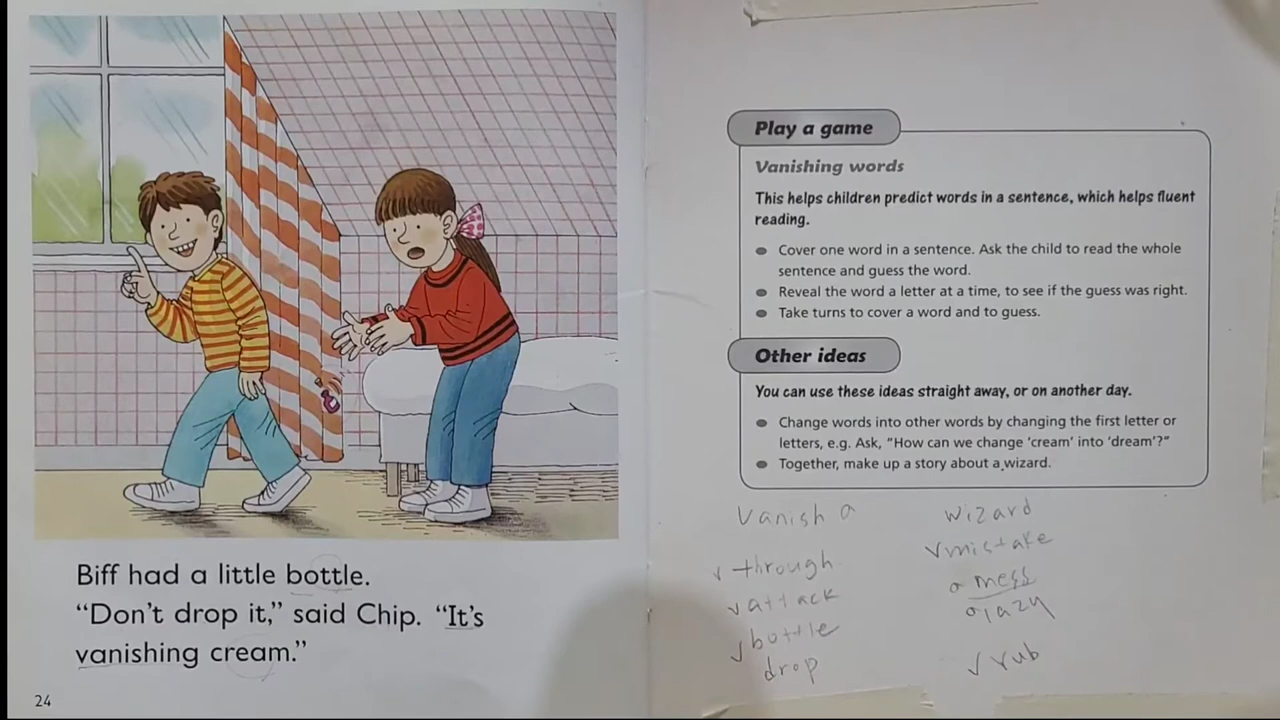 Biff had a little bottle.
“Don’t drop it,” said Chip. “It’s
vanishing cream.”
24
Play a game
Vanishing words
This helps children predict words in a sentence, which helps fluent
reading.
Cover one word in a sentence. Ask the child to read the whole
sentence and guess the word.
Reveal the word a letter at a time, to see if the guess was right.
Take turns to cover a word and to guess.
Other ideas
You can use these ideas straight away, or on another day.
Change words into other words by changing the first letter or
letters, e.g. Ask, “How can we change ‘cream’ into ‘dream’?”
Together, make up a story about a wizard.
vanish
✓ through
✓ attack
✓ bottle
drop
wizard
✓ mistake
mess
lazy
✓ rub